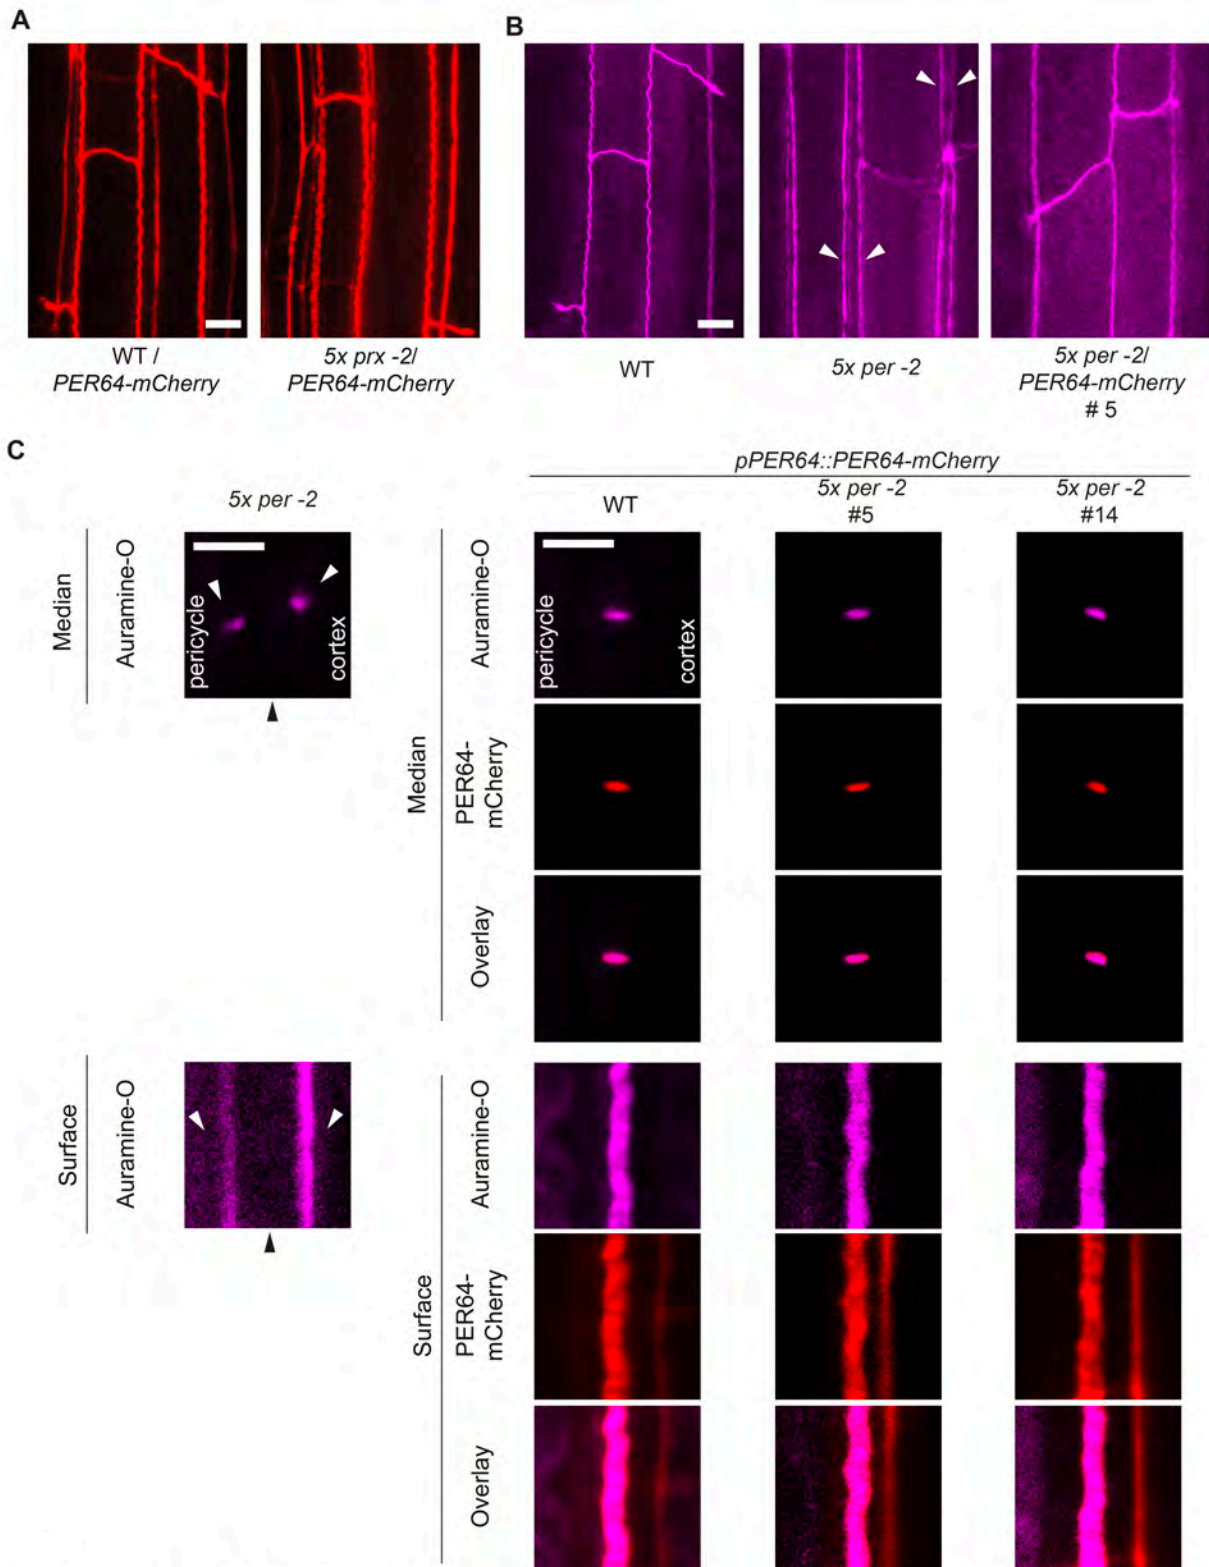 A
WT /
PER64-mCherry
5x prx -2/
PER64-mCherry
B
WT
5x per -2
5x per -2/
PER64-mCherry
# 5
C
pPER64::PER64-mCherry
5x per -2
WT
5x per -2
#5
5x per -2
#14
Median
Auramine-O
pericycle
cortex
Median
Auramine-O
pericycle
cortex
PER64-
mCherry
Overlay
Surface
Auramine-O
Surface
Auramine-O
PER64-
mCherry
Overlay